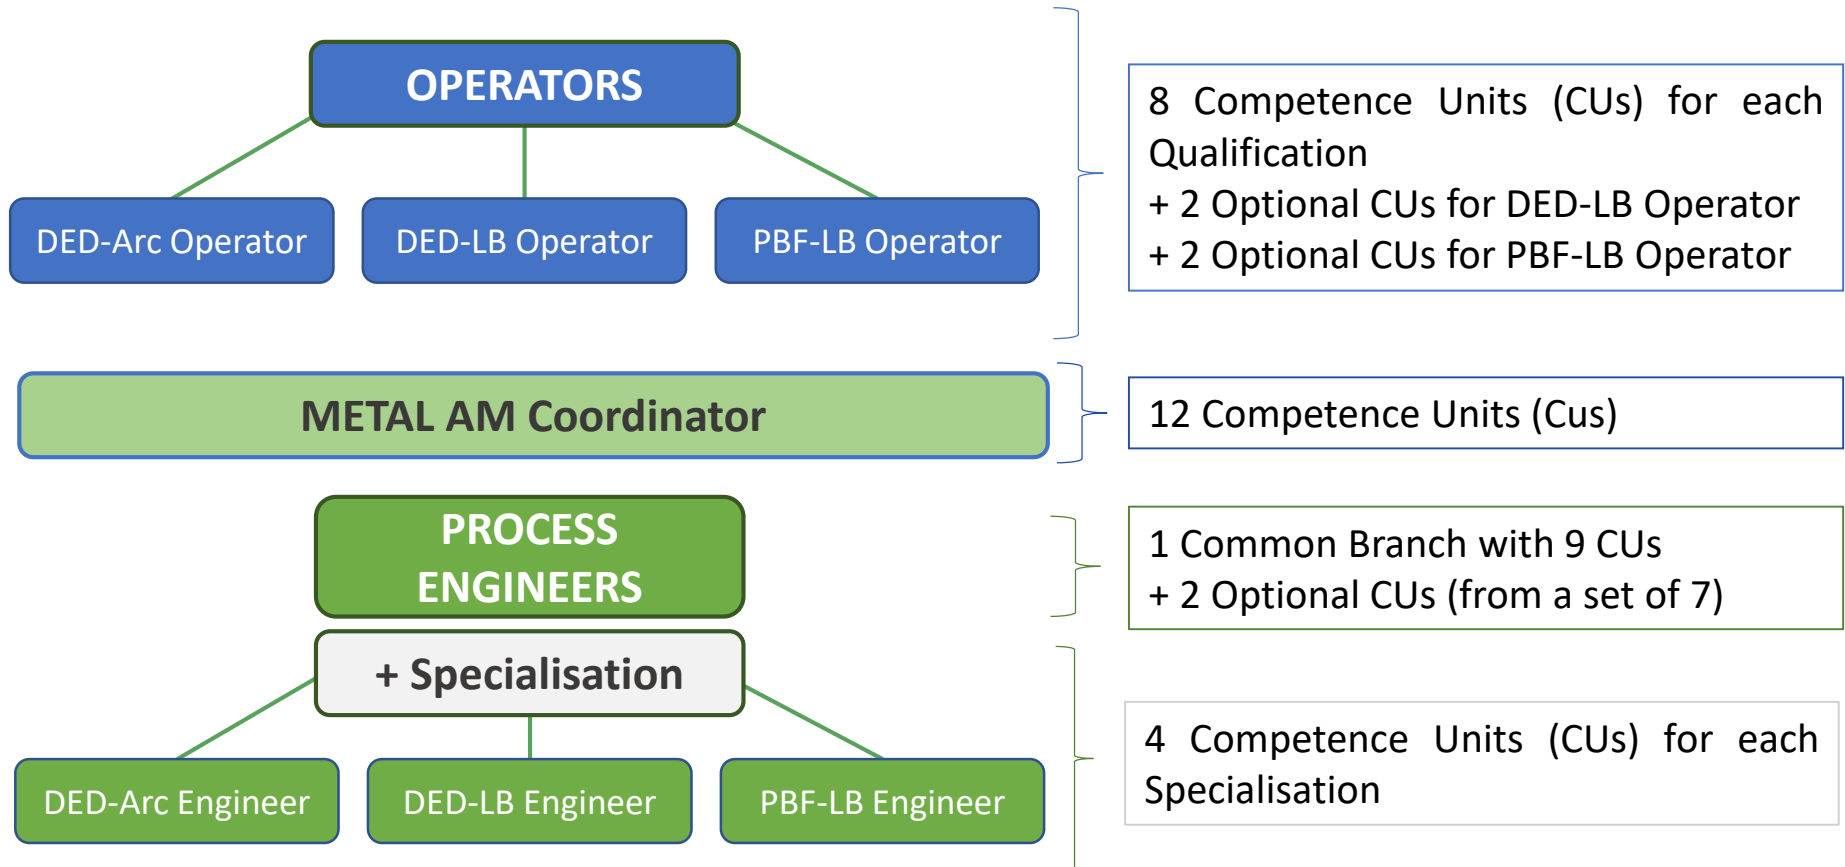 OPERATORS
DED-Arc Operator
DED-LB Operator
PBF-LB Operator
8 Competence Units (CUs) for each
Qualification
+ 2 Optional CUs for DED-LB Operator
+ 2 Optional CUs for PBF-LB Operator
METAL AM Coordinator
12 Competence Units (Cus)
PROCESS
ENGINEERS
1 Common Branch with 9 CUs
+ 2 Optional CUs (from a set of 7)
+ Specialisation
DED-Arc Engineer
DED-LB Engineer
PBF-LB Engineer
4 Competence Units (CUs) for each
Specialisation